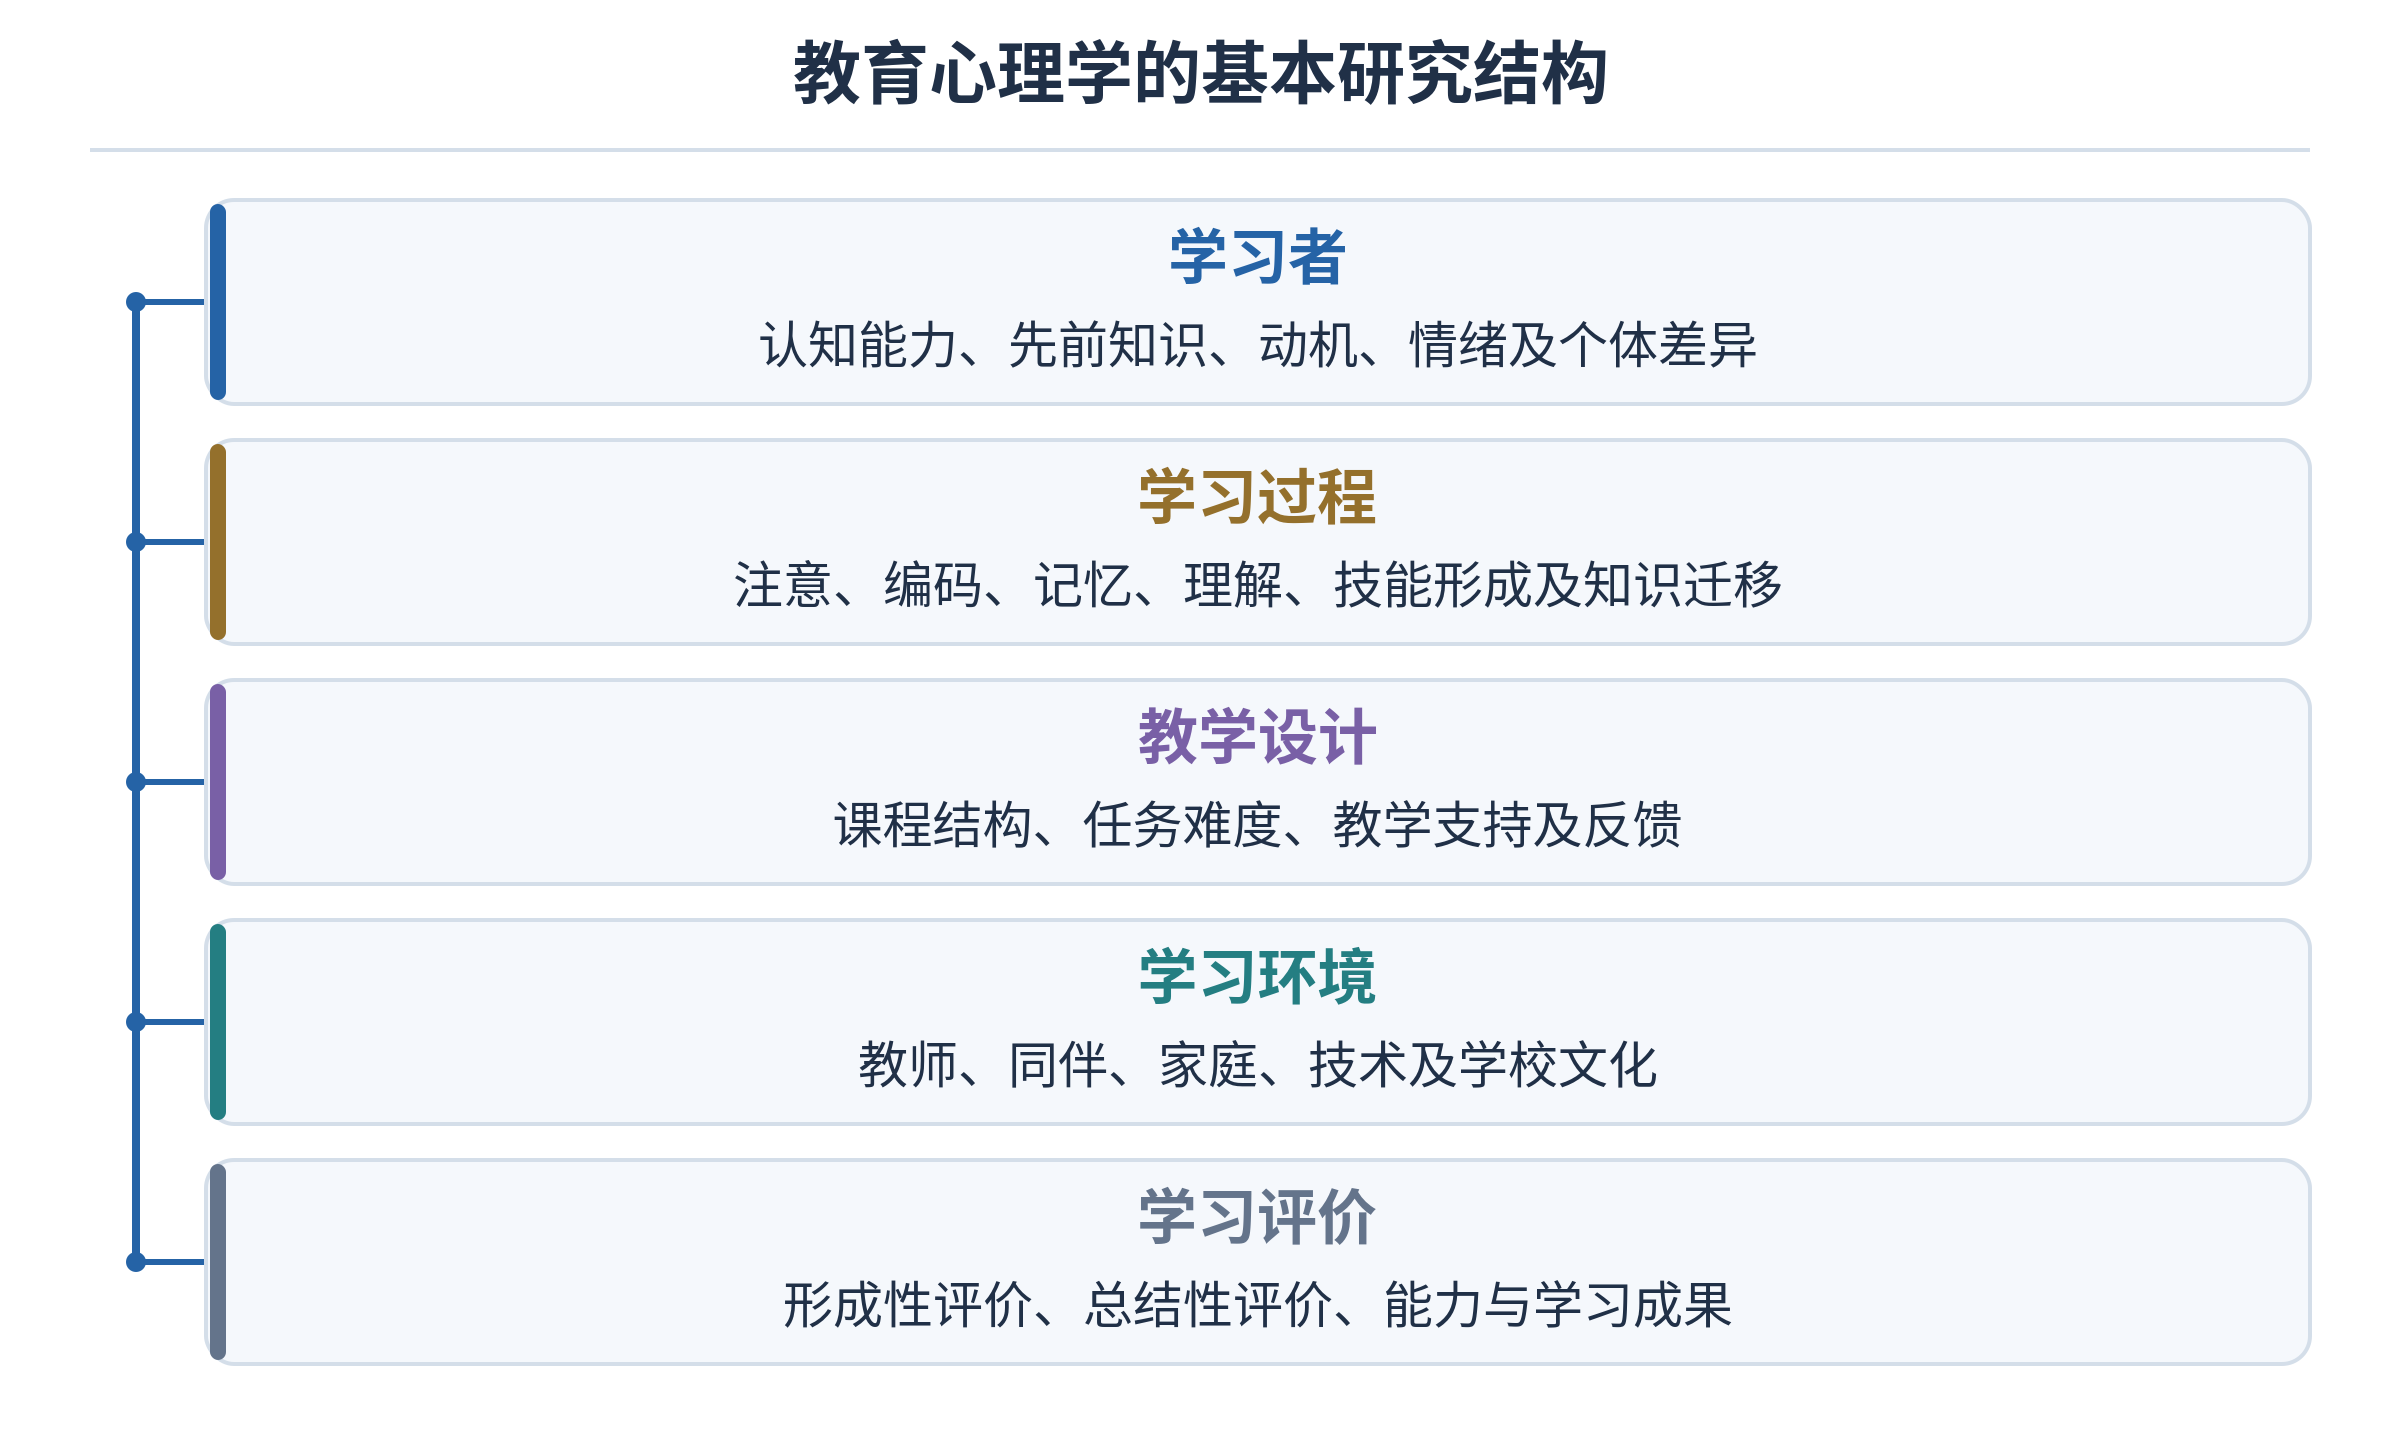 教育心理学的基本研究结构
学习者
认知能力、先前知识、动机、情绪及个体差异
学习过程
注意、编码、记忆、理解、技能形成及知识迁移
教学设计
课程结构、任务难度、教学支持及反馈
学习环境
教师、同伴、家庭、技术及学校文化
学习评价
形成性评价、总结性评价、能力与学习成果